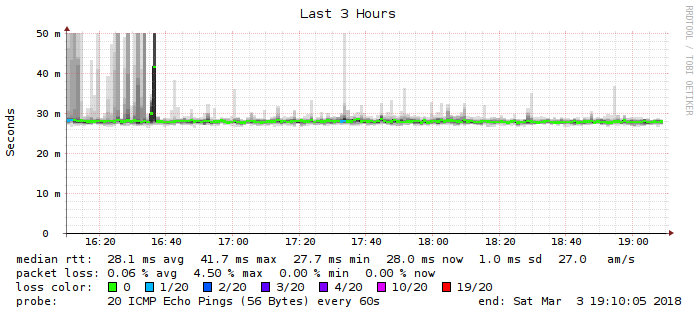 Last 3 Hours
RRDTOOL / TOBI OETIKER
Seconds
50 m
40 m
30 m
20 m
10 m
0
16:20 16:40 17:00 17:20 17:40 18:00 18:20 18:40 19:00
median rtt: 28.1 ms avg 41.7 ms max 27.7 ms min 28.0 ms now 1.0 ms sd 27.0 am/s
packet loss: 0.06 % avg 4.50 % max 0.00 % min 0.00 % now
loss color: 0 1/20 2/20 3/20 4/20 10/20 19/20
probe: 20 ICMP Echo Pings (56 Bytes) every 60s end: Sat Mar 3 19:10:05 2018